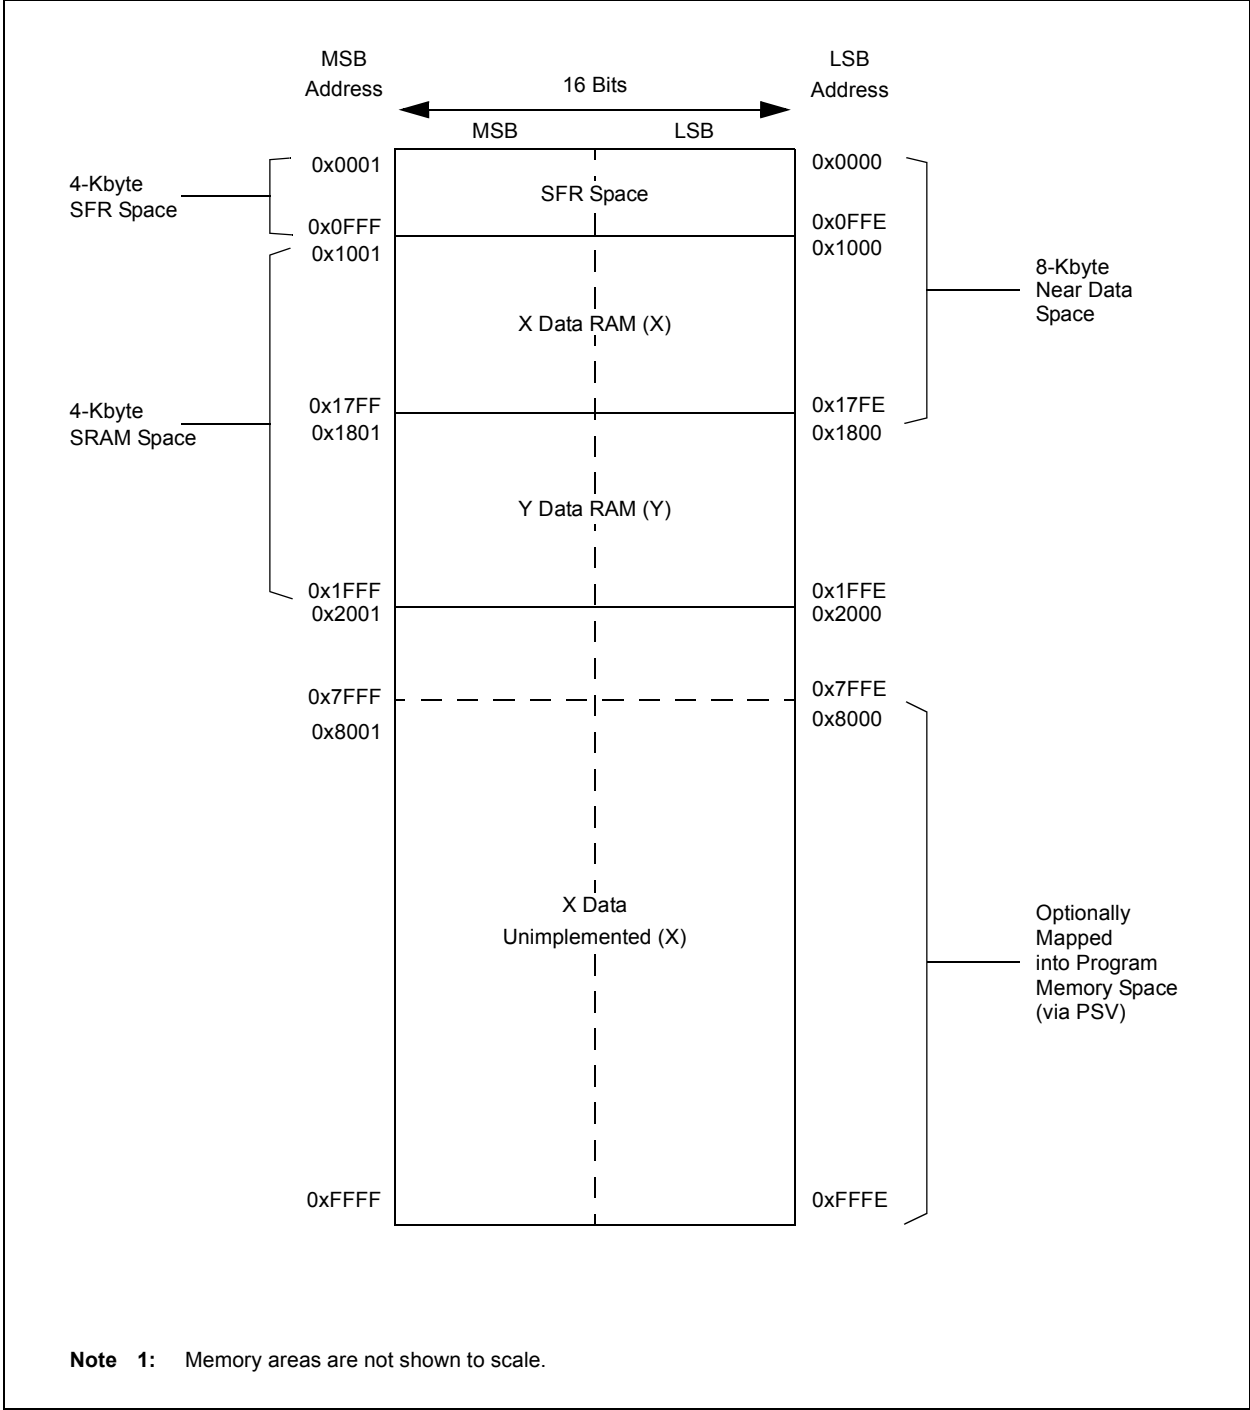 MSB
Address
16 Bits
LSB
Address
MSB
LSB
4-Kbyte
SFR Space
0x0001
0x0FFF
SFR Space
0x0000
0x0FFE
4-Kbyte
SRAM Space
0x1001
0x17FF
X Data RAM (X)
0x1000
0x17FE
8-Kbyte
Near Data
Space
0x1801
0x1FFF
Y Data RAM (Y)
0x1800
0x1FFE
0x2001
0x2000
0x7FFF
0x7FFE
0x8001
0x8000
X Data
Unimplemented (X)
Optionally
Mapped
into Program
Memory Space
(via PSV)
0xFFFF
0xFFFE
Note 1: Memory areas are not shown to scale.